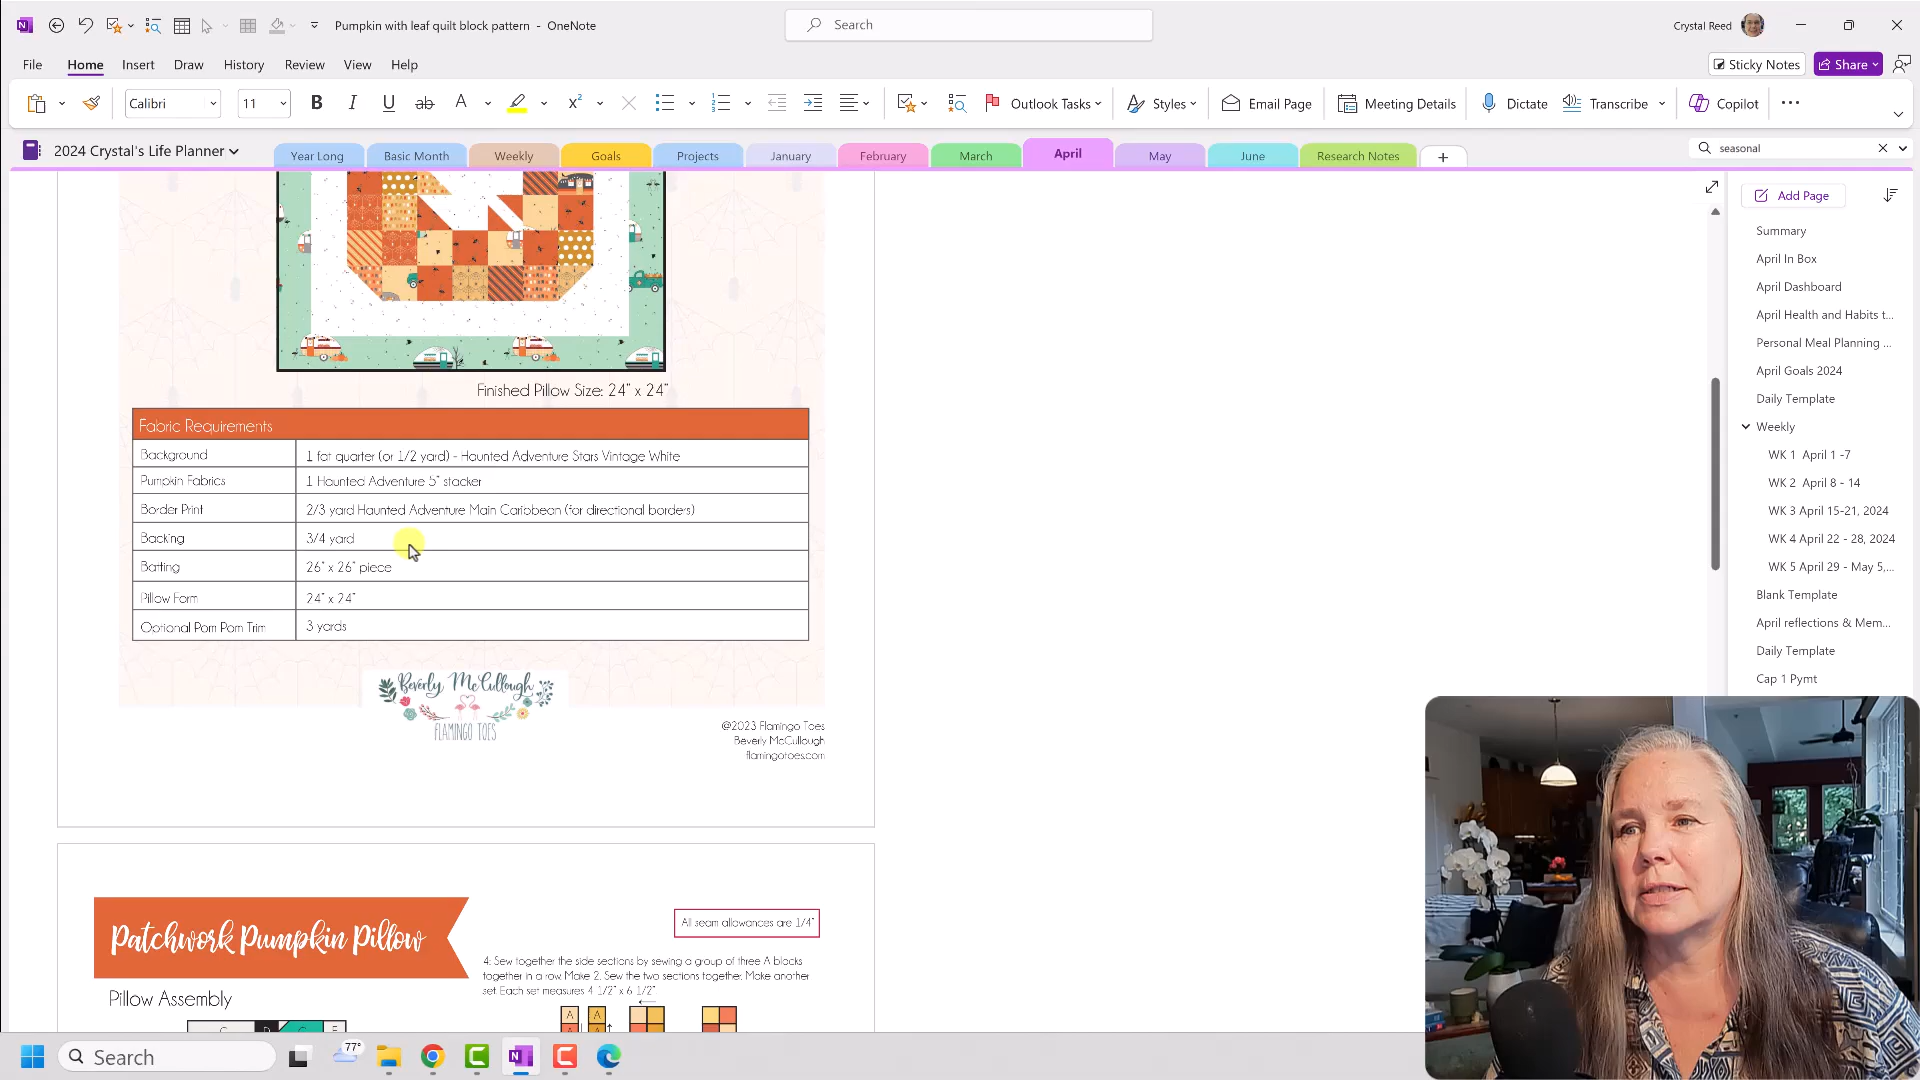 Pumpkin with leaf quilt block pattern - OneNote
Search
Crystal Reed
File Home Insert Draw History Review View Help
Sticky Notes
Share
Calibri
11
Outlook Tasks
Styles
Email Page
Meeting Details
Dictate
Transcribe
Copilot
2024 Crystal's Life Planner
Year Long
Basic Month
Weekly
Goals
Projects
January
February
March
April
May
June
Research Notes
seasonal
Add Page
Summary
April In Box
April Dashboard
April Health and Habits t...
Personal Meal Planning ...
April Goals 2024
Daily Template
Weekly
WK 1 April 1 -7
WK 2 April 8 - 14
WK 3 April 15-21, 2024
WK 4 April 22 - 28, 2024
WK 5 April 29 - May 5,...
Blank Template
April reflections & Mem...
Daily Template
Cap 1 Pymt
Finished Pillow Size: 24" x 24"
Fabric Requirements
Background 1 fat quarter (or 1/2 yard) - Haunted Adventure Stars Vintage White
Pumpkin Fabrics 1 Haunted Adventure 5" stacker
Border Print 2/3 yard Haunted Adventure Main Caribbean (for directional borders)
Backing 3/4 yard
Batting 26" x 26" piece
Pillow Form 24" x 24"
Optional Pom Pom Trim 3 yards
Beverly McCullough
FLAMINGO TOES
@2023 Flamingo Toes
Beverly McCullough
flamingotoes.com
Patchwork Pumpkin Pillow
All seam allowances are 1/4"
Pillow Assembly
4: Sew together the side sections by sewing a group of three A blocks
together in a row. Make 2. Sew the two sections together. Make another
set. Each set measures 4 1/2" x 6 1/2"
A A
A A
77°
Search